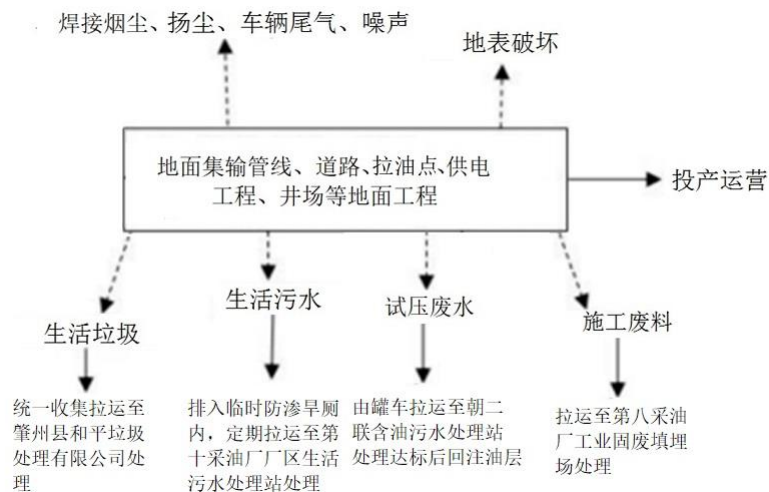 焊接烟尘、扬尘、车辆尾气、噪声
地表破坏
地面集输管线、道路、拉油点、供电
工程、井场等地面工程
投产运营
生活垃圾
生活污水
试压废水
施工废料
统一收集拉运至
肇州县和平垃圾
处理有限公司处
理
排入临时防渗旱厕
内，定期拉运至第
十采油厂厂区生活
污水处理站处理
由罐车拉运至朝二
联含油污水处理站
处理达标后回注油层
拉运至第八采油
厂工业固废填埋
场处理